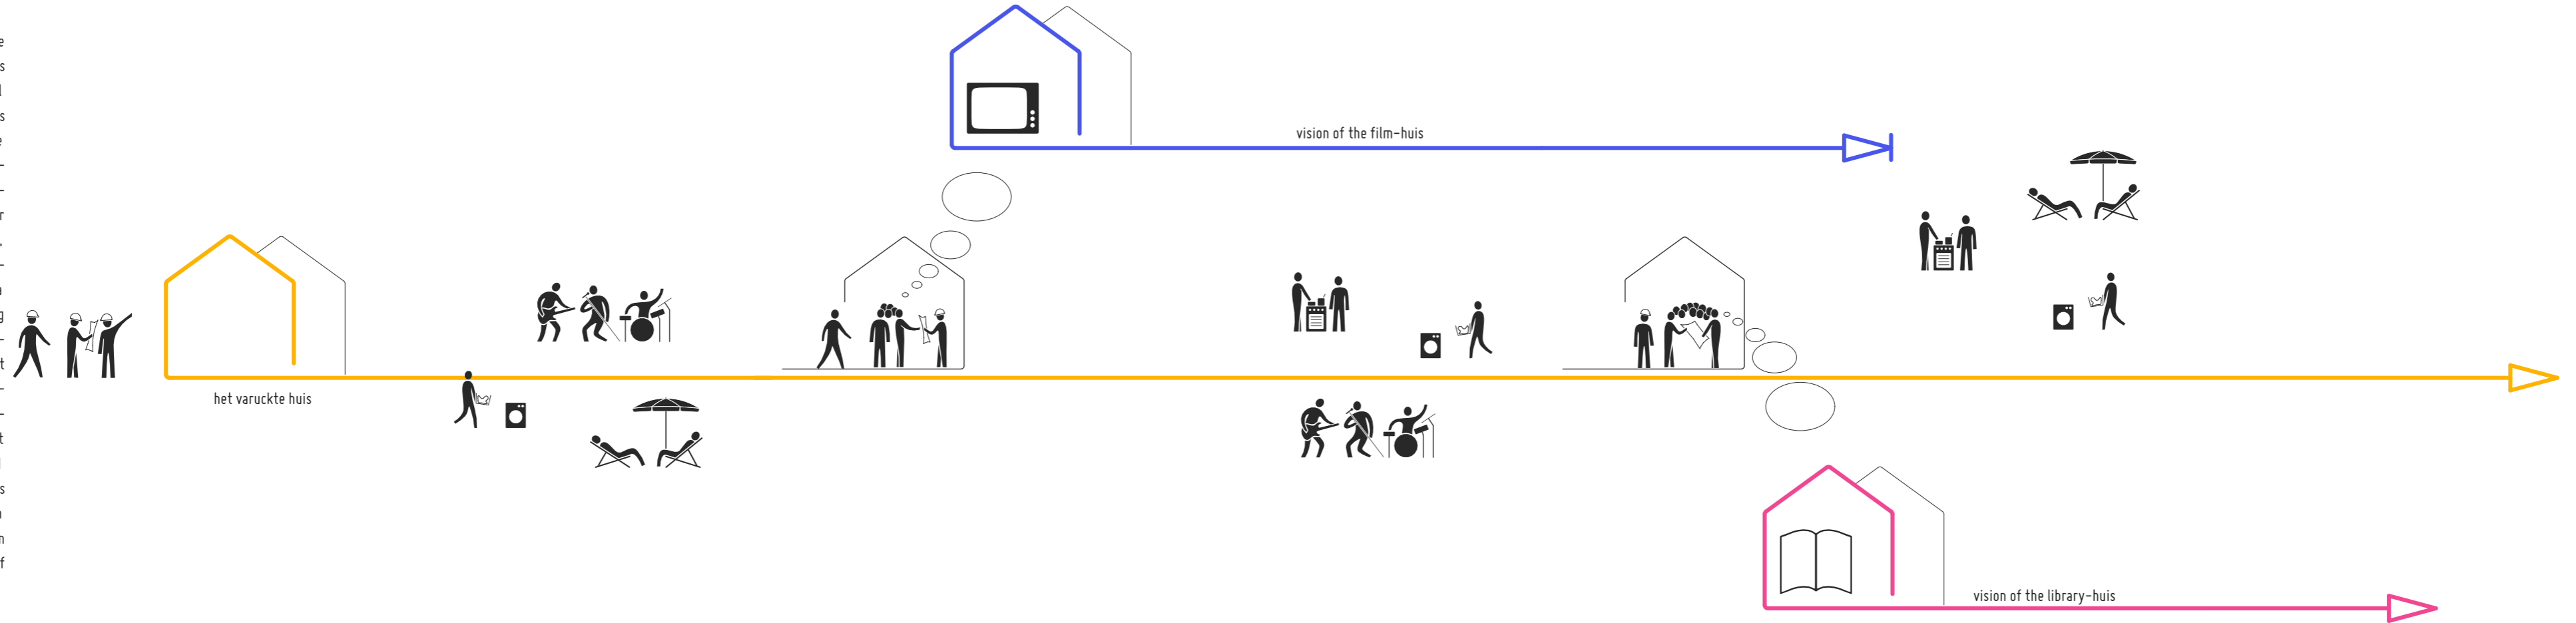 vision of the film-huis
het varuckte huis
vision of the library-huis